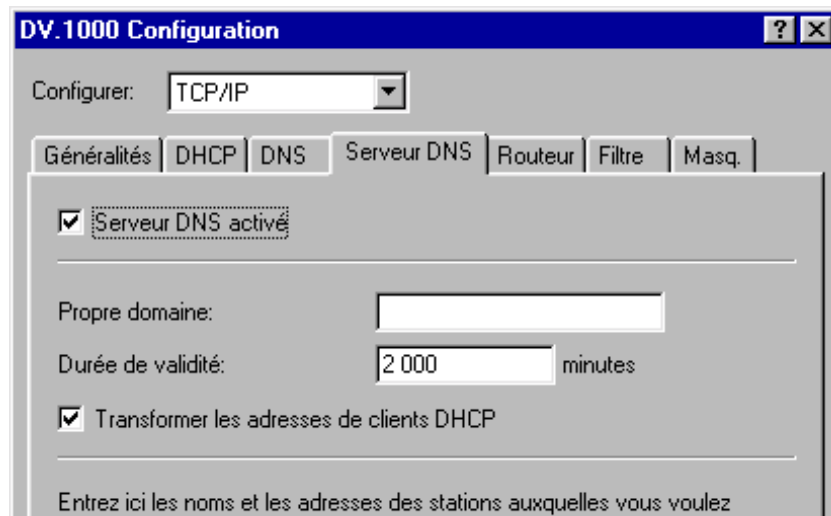 DV.1000 Configuration
Configurer: TCP/IP
Généralités DHCP DNS Serveur DNS Routeur Filtre Masq.
Serveur DNS activé
Propre domaine:
Durée de validité: 2 000 minutes
Transformer les adresses de clients DHCP
Entrez ici les noms et les adresses des stations auxquelles vous voulez